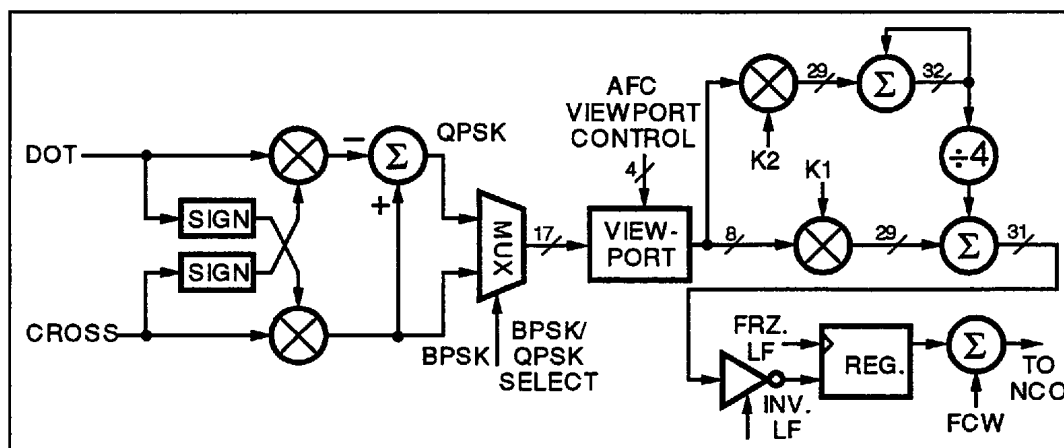 DOT
CROSS
SIGN
SIGN
−
+
Σ
QPSK
BPSK
MUX
BPSK/
QPSK
SELECT
17
AFC
VIEWPORT
CONTROL
4
VIEW-
PORT
8
K2
29
Σ
32
÷4
K1
29
Σ
31
INV.
LF
FRZ.
LF
REG.
Σ
FCW
TO
NCO